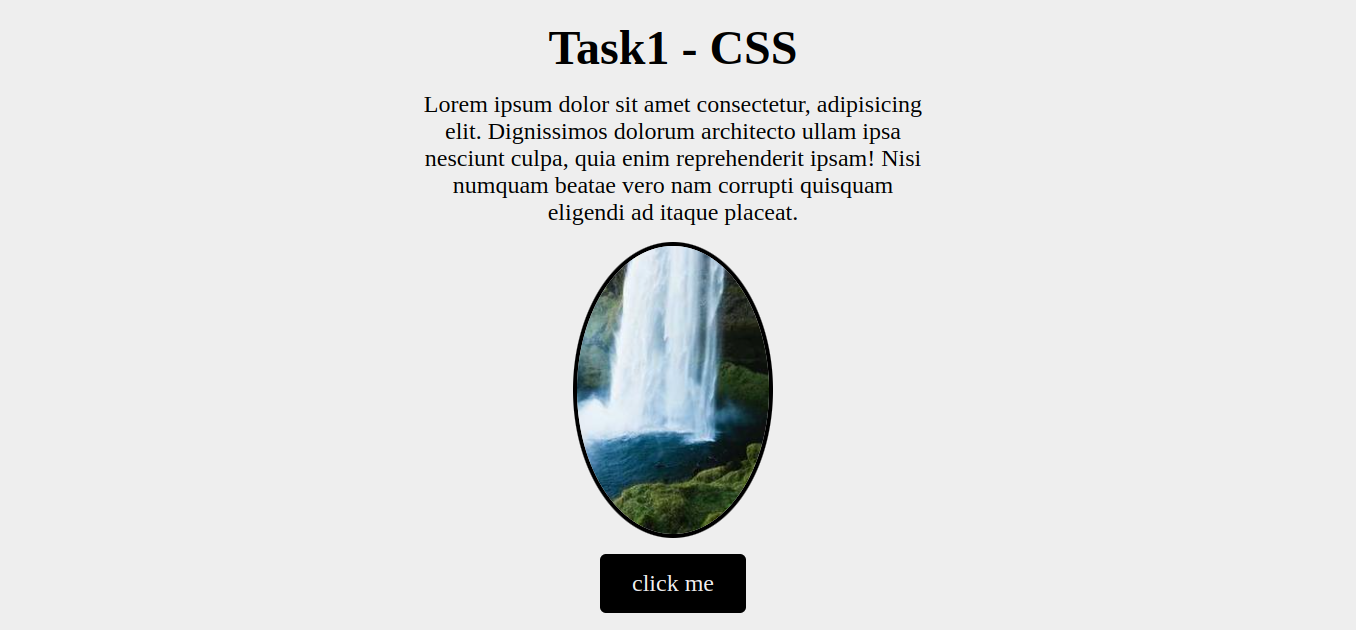 Task1 - CSS
Lorem ipsum dolor sit amet consectetur, adipisicing
elit. Dignissimos dolorum architecto ullam ipsa
nesciunt culpa, quia enim reprehenderit ipsam! Nisi
numquam beatae vero nam corrupti quisquam
eligendi ad itaque placeat.
click me